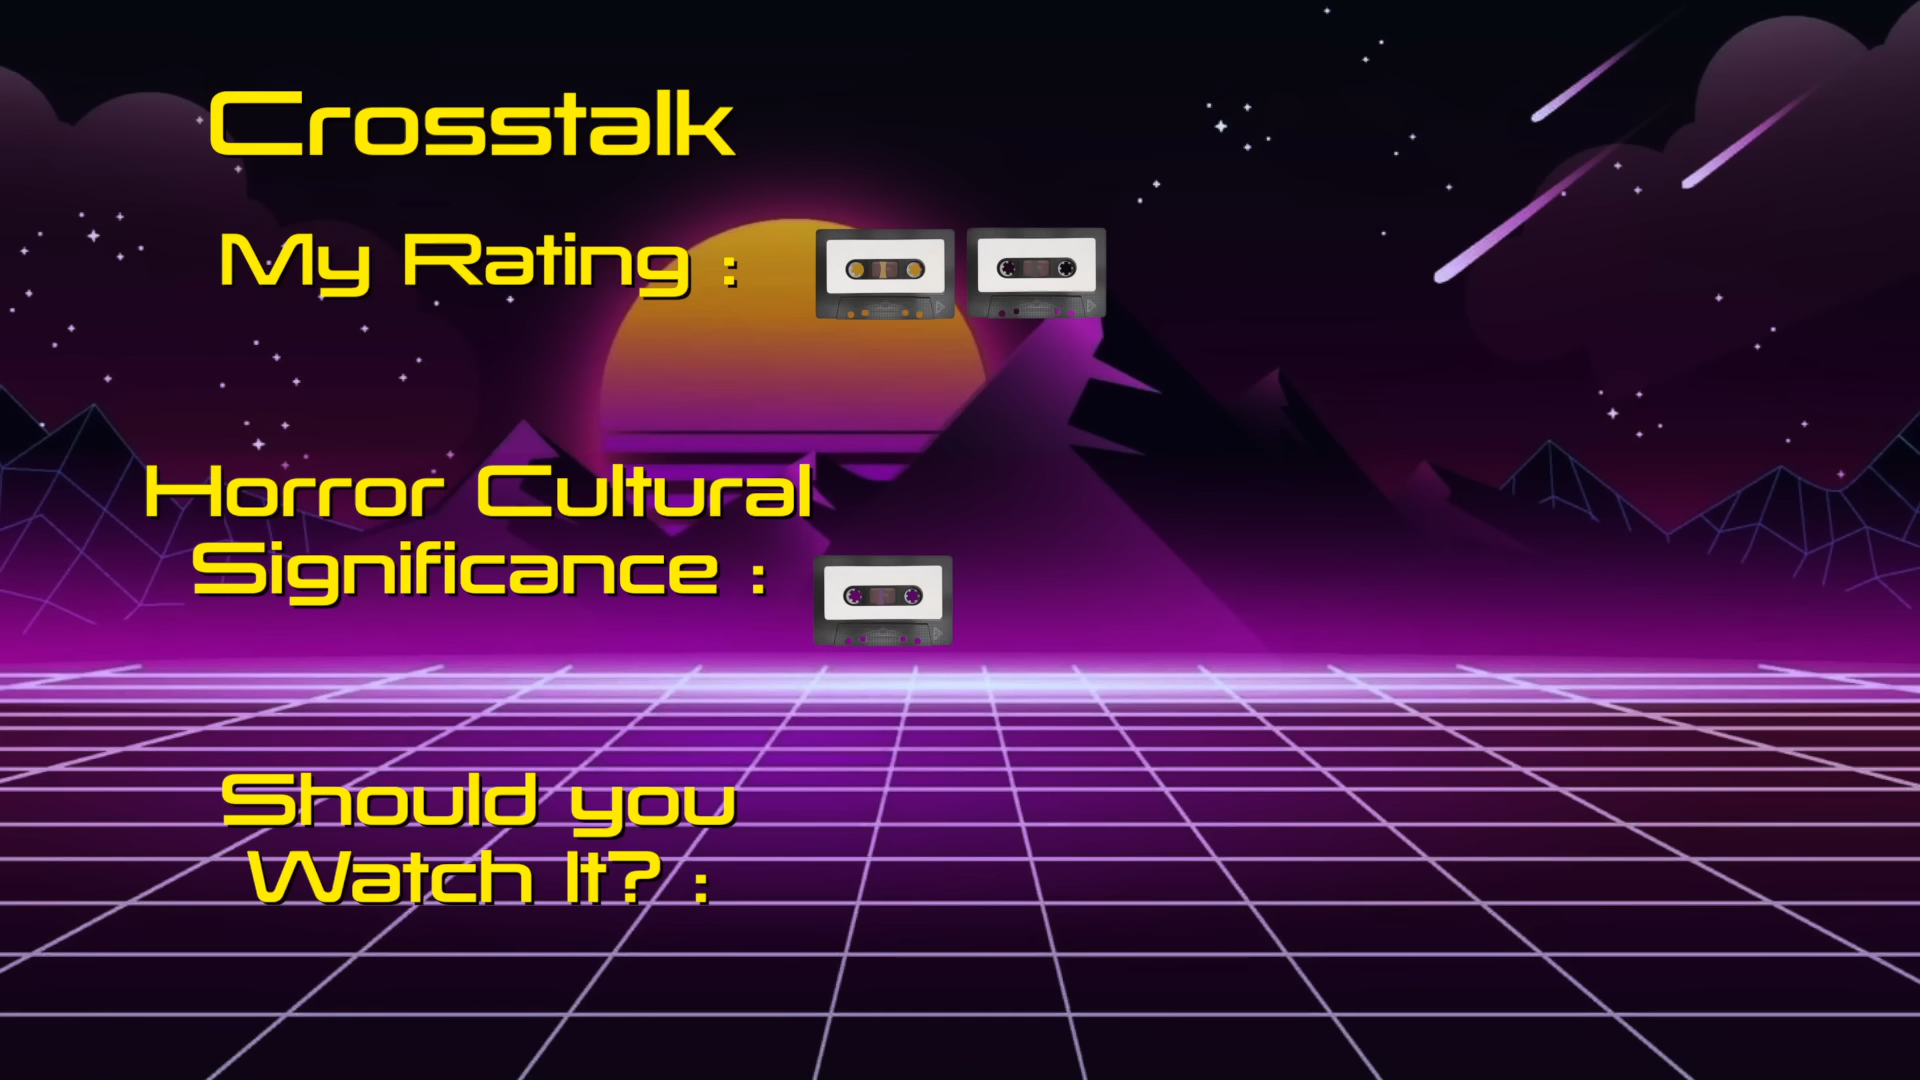 Crosstalk
My Rating :
Horror Cultural
Significance :
Should you
Watch It? :